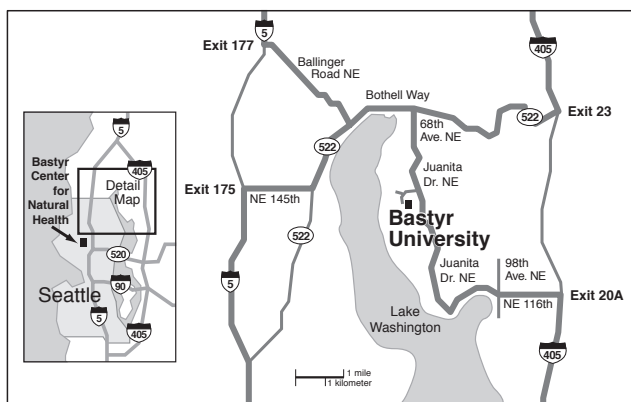 5
Exit 177
Ballinger
Road NE
Bothell Way
405
522
Exit 23
68th
Ave. NE
522
Juanita
Dr. NE
Exit 175
NE 145th
522
Bastyr
University
Juanita
Dr. NE
98th
Ave. NE
NE 116th
Exit 20A
5
Lake
Washington
405
1 mile
1 kilometer
5
Bastyr
Center
for
Natural
Health
405
Detail
Map
520
90
Seattle
5
405